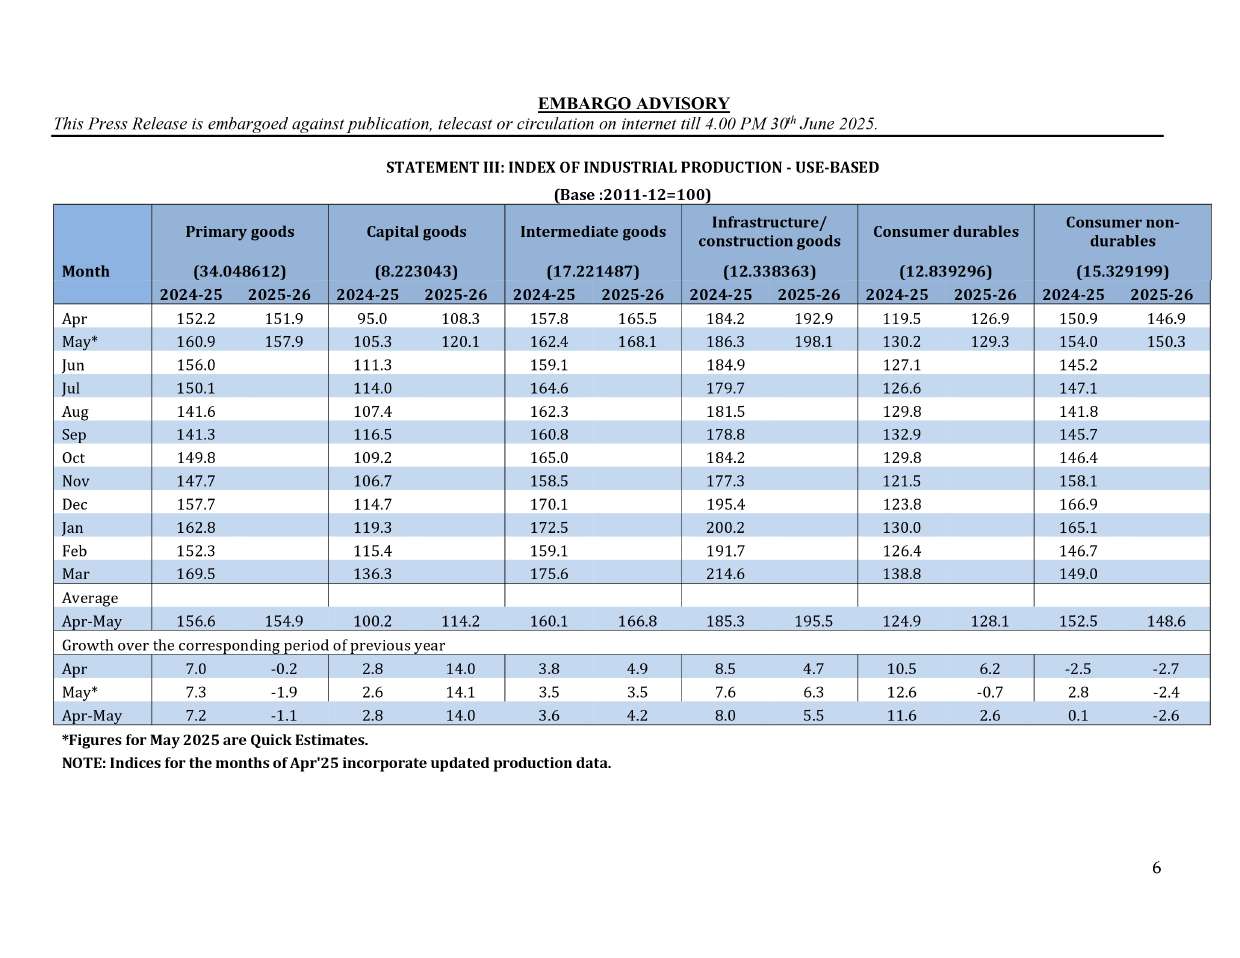 EMBARGO ADVISORY
This Press Release is embargoed against publication, telecast or circulation on internet till 4.00 PM 30th June 2025.
STATEMENT III: INDEX OF INDUSTRIAL PRODUCTION - USE-BASED
(Base :2011-12=100)
Month Primary goods Capital goods Intermediate goods Infrastructure/ construction goods Consumer durables Consumer non-durables
(34.048612) (8.223043) (17.221487) (12.338363) (12.839296) (15.329199)
2024-25 2025-26 2024-25 2025-26 2024-25 2025-26 2024-25 2025-26 2024-25 2025-26 2024-25 2025-26
Apr 152.2 151.9 95.0 108.3 157.8 165.5 184.2 192.9 119.5 126.9 150.9 146.9
May* 160.9 157.9 105.3 120.1 162.4 168.1 186.3 198.1 130.2 129.3 154.0 150.3
Jun 156.0 111.3 159.1 184.9 127.1 145.2
Jul 150.1 114.0 164.6 179.7 126.6 147.1
Aug 141.6 107.4 162.3 181.5 129.8 141.8
Sep 141.3 116.5 160.8 178.8 132.9 145.7
Oct 149.8 109.2 165.0 184.2 129.8 146.4
Nov 147.7 106.7 158.5 177.3 121.5 158.1
Dec 157.7 114.7 170.1 195.4 123.8 166.9
Jan 162.8 119.3 172.5 200.2 130.0 165.1
Feb 152.3 115.4 159.1 191.7 126.4 146.7
Mar 169.5 136.3 175.6 214.6 138.8 149.0
Average
Apr-May 156.6 154.9 100.2 114.2 160.1 166.8 185.3 195.5 124.9 128.1 152.5 148.6
Growth over the corresponding period of previous year
Apr 7.0 -0.2 2.8 14.0 3.8 4.9 8.5 4.7 10.5 6.2 -2.5 -2.7
May* 7.3 -1.9 2.6 14.1 3.5 3.5 7.6 6.3 12.6 -0.7 2.8 -2.4
Apr-May 7.2 -1.1 2.8 14.0 3.6 4.2 8.0 5.5 11.6 2.6 0.1 -2.6
*Figures for May 2025 are Quick Estimates.
NOTE: Indices for the months of Apr'25 incorporate updated production data.
6